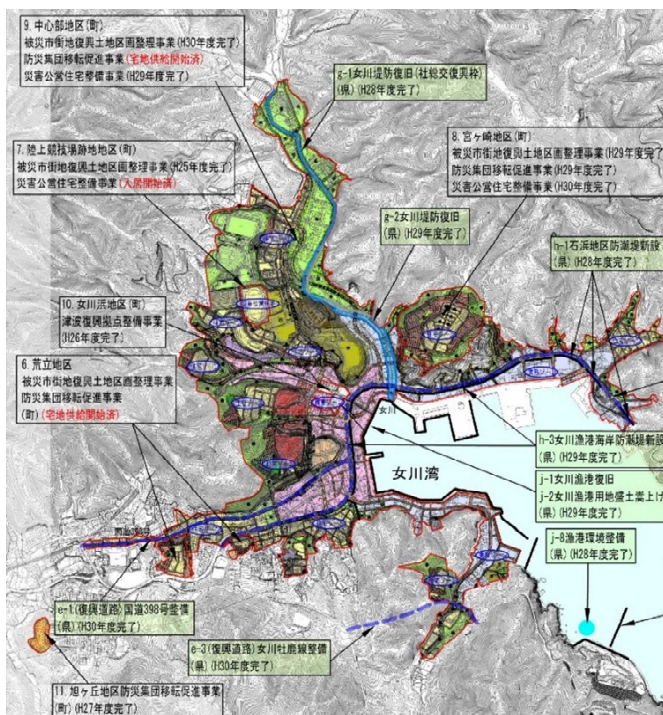 9. 中心部地区(町)
被災市街地復興土地区画整理事業(H30年度完了)
防災集団移転促進事業(宅地供給開始済)
災害公営住宅整備事業(H29年度完了)
g-1女川堤防復旧(社総交復興枠)
(県)(H28年度完了)
7. 陸上競技場跡地地区(町)
被災市街地復興土地区画整理事業(H25年度完了)
災害公営住宅整備事業(入居開始済)
8. 宮ヶ崎地区(町)
被災市街地復興土地区画整理事業(H29年度完了)
防災集団移転促進事業(H29年度完了)
災害公営住宅整備事業(H30年度完了)
g-2女川堤防復旧
(県)(H29年度完了)
h-1石浜地区防潮堤新設
(県)(H28年度完了)
10. 女川浜地区(町)
津波復興拠点整備事業
(H26年度完了)
6. 荒立地区
被災市街地復興土地区画整理事業
防災集団移転促進事業
(町)(宅地供給開始済)
女川
h-3女川漁港海岸防潮堤新設
(県)(H29年度完了)
女川湾
j-1女川漁港復旧
j-2女川漁港用地盛土嵩上げ
(県)(H29年度完了)
j-8漁港環境整備
(県)(H28年度完了)
e-1(復興道路)国道398号整備
(県)(H30年度完了)
e-3(復興道路)女川牡鹿線整備
(県)(H30年度完了)
11. 旭ヶ丘地区防災集団移転促進事業
(町)(H27年度完了)